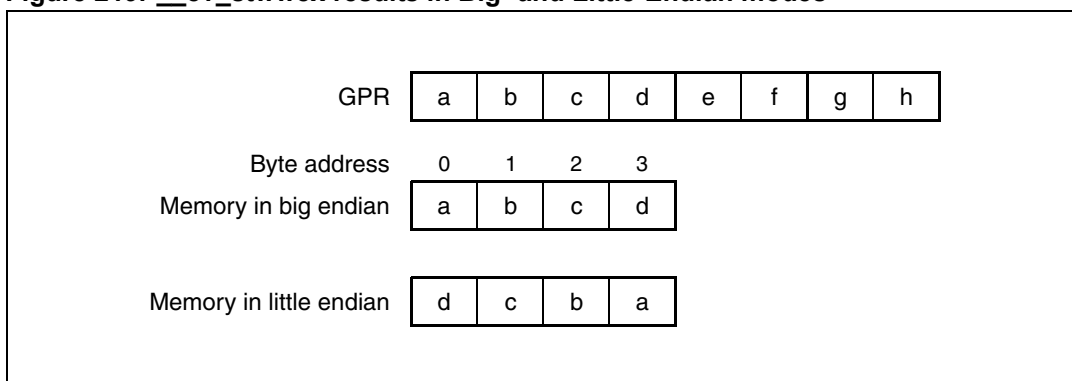 GPR a b c d e f g h
Byte address 0 1 2 3
Memory in big endian a b c d
Memory in little endian d c b a